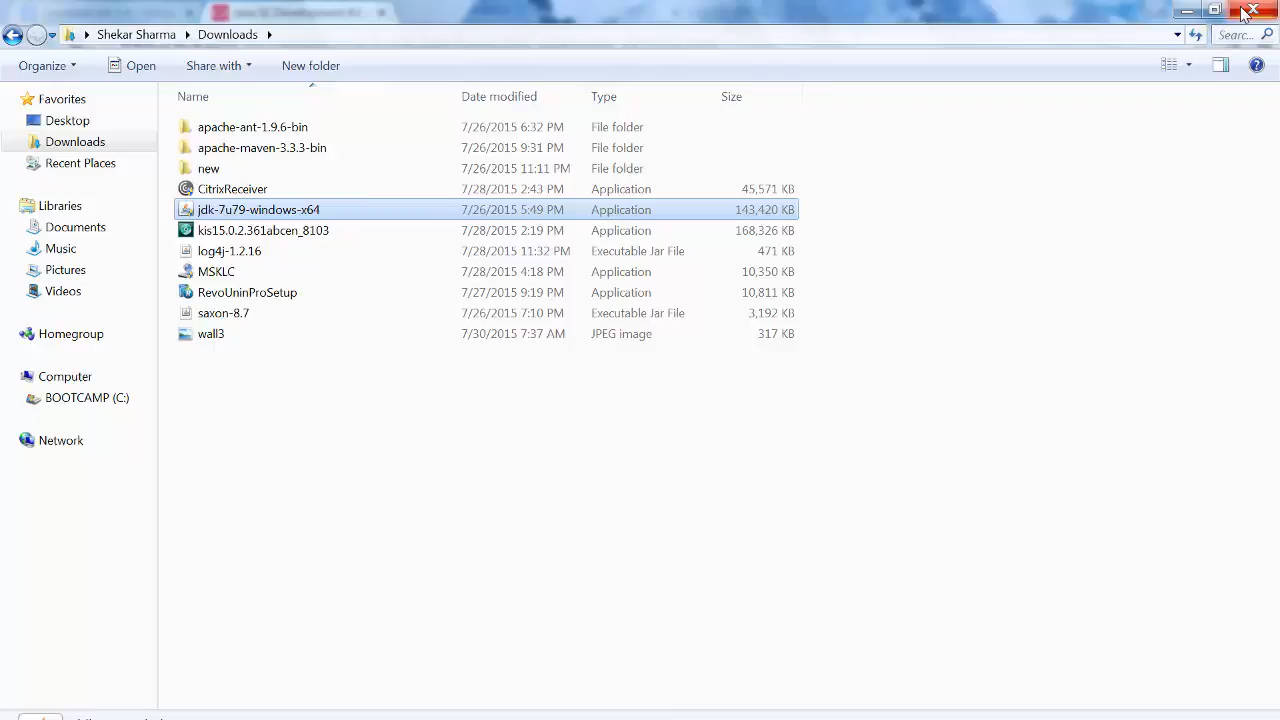 Shekar Sharma Downloads Searc...
Organize Open Share with New folder
Name Date modified Type Size
Favorites
Desktop
Downloads
Recent Places
Libraries
Documents
Music
Pictures
Videos
Homegroup
Computer
BOOTCAMP (C:)
Network
apache-ant-1.9.6-bin 7/26/2015 6:32 PM File folder
apache-maven-3.3.3-bin 7/26/2015 9:31 PM File folder
new 7/26/2015 11:11 PM File folder
CitrixReceiver 7/28/2015 2:43 PM Application 45,571 KB
jdk-7u79-windows-x64 7/26/2015 5:49 PM Application 143,420 KB
kis15.0.2.361abcen_8103 7/28/2015 2:19 PM Application 168,326 KB
log4j-1.2.16 7/28/2015 11:32 PM Executable Jar File 471 KB
MSKLC 7/28/2015 4:18 PM Application 10,350 KB
RevoUninProSetup 7/27/2015 9:19 PM Application 10,811 KB
saxon-8.7 7/26/2015 7:10 PM Executable Jar File 3,192 KB
wall3 7/30/2015 7:37 AM JPEG image 317 KB